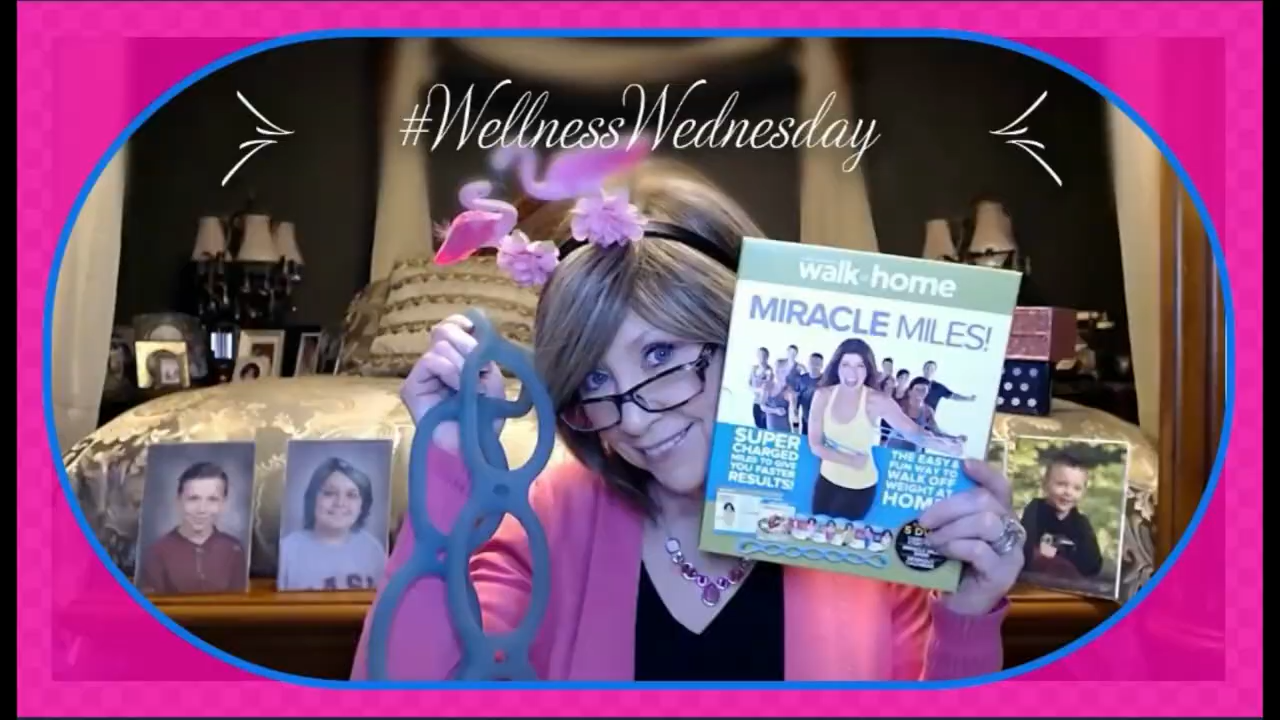 #WellnessWednesday
walk at home
MIRACLE MILES!
SUPER
CHARGED
MILES TO GIVE
YOU FASTER
RESULTS!
THE EASY &
FUN WAY TO
WALK OFF
WEIGHT AT
HOME